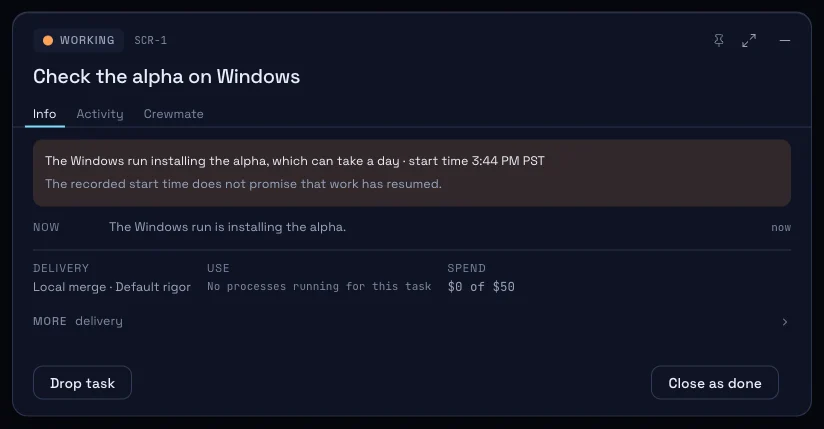 WORKING SCR-1
Check the alpha on Windows
Info Activity Crewmate
The Windows run installing the alpha, which can take a day · start time 3:44 PM PST
The recorded start time does not promise that work has resumed.
NOW The Windows run is installing the alpha. now
DELIVERY USE SPEND
Local merge · Default rigor No processes running for this task $0 of $50
MORE delivery
Drop task Close as done